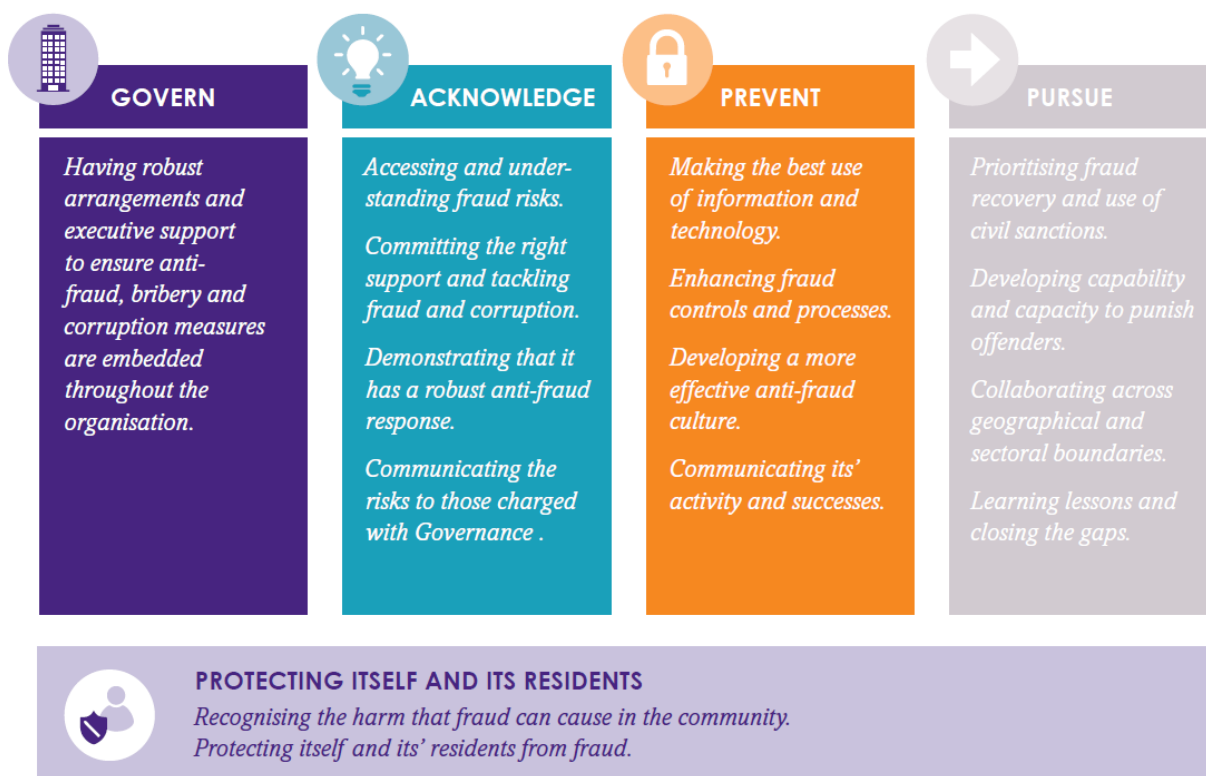 GOVERN
Having robust
arrangements and
executive support
to ensure anti-
fraud, bribery and
corruption measures
are embedded
throughout the
organisation.
ACKNOWLEDGE
Accessing and under-
standing fraud risks.
Committing the right
support and tackling
fraud and corruption.
Demonstrating that it
has a robust anti-fraud
response.
Communicating the
risks to those charged
with Governance .
PREVENT
Making the best use
of information and
technology.
Enhancing fraud
controls and processes.
Developing a more
effective anti-fraud
culture.
Communicating its’
activity and successes.
PURSUE
Prioritising fraud
recovery and use of
civil sanctions.
Developing capability
and capacity to punish
offenders.
Collaborating across
geographical and
sectoral boundaries.
Learning lessons and
closing the gaps.
PROTECTING ITSELF AND ITS RESIDENTS
Recognising the harm that fraud can cause in the community.
Protecting itself and its’ residents from fraud.